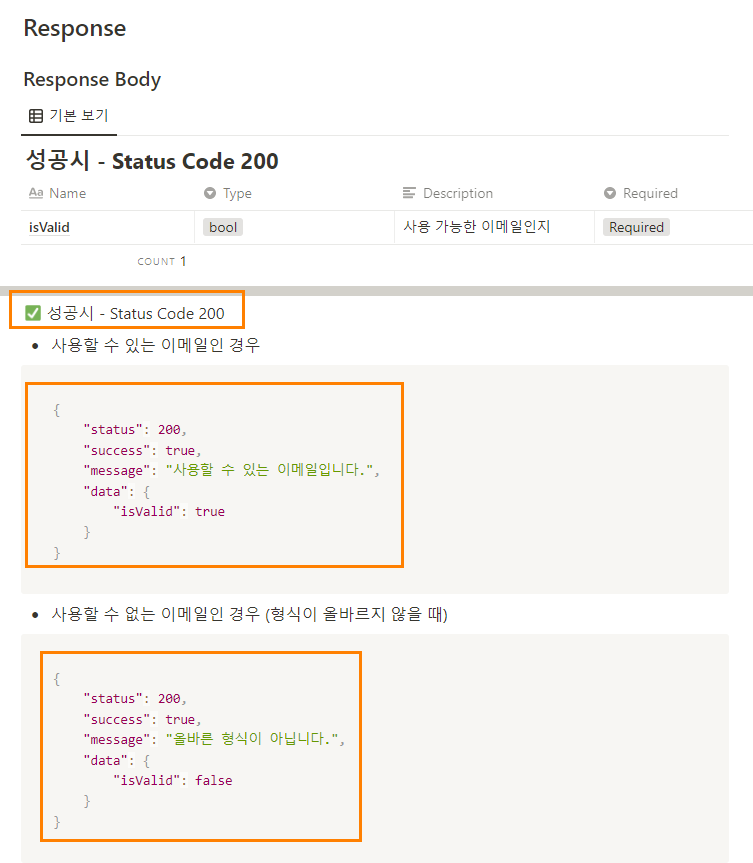 Response
Response Body
기본 보기
성공시 - Status Code 200
Aa Name Type Description Required
isValid bool 사용 가능한 이메일인지 Required
COUNT 1
✅ 성공시 - Status Code 200
• 사용할 수 있는 이메일인 경우
{
"status": 200,
"success": true,
"message": "사용할 수 있는 이메일입니다.",
"data": {
"isValid": true
}
}
• 사용할 수 없는 이메일인 경우 (형식이 올바르지 않을 때)
{
"status": 200,
"success": true,
"message": "올바른 형식이 아닙니다.",
"data": {
"isValid": false
}
}